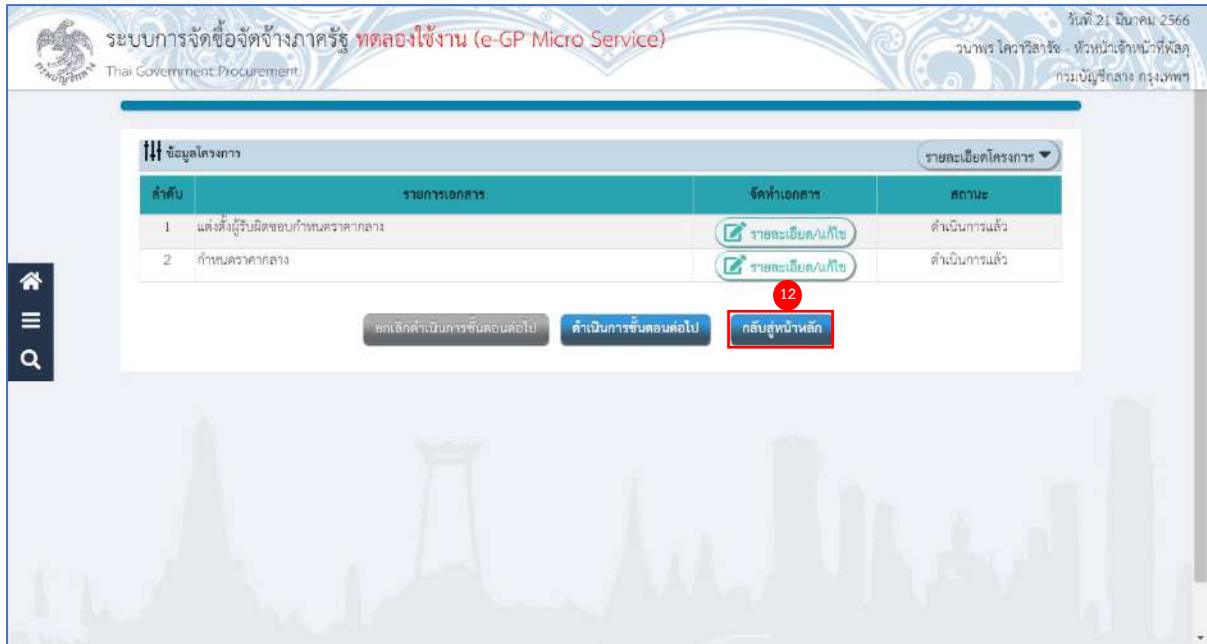 วันที่ 21 มีนาคม 2566
ระบบการจัดซื้อจัดจ้างภาครัฐ ทดลองใช้งาน (e-GP Micro Service)
วนาพร โควาวิสารัช - หัวหน้าเจ้าหน้าที่พัสดุ
Thai Government Procurement
กรมบัญชีกลาง กรุงเทพฯ
ข้อมูลโครงการ
รายละเอียดโครงการ
ลำดับ รายการเอกสาร จัดทำเอกสาร สถานะ
1 แต่งตั้งผู้รับผิดชอบกำหนดราคากลาง รายละเอียด/แก้ไข ดำเนินการแล้ว
2 กำหนดราคากลาง รายละเอียด/แก้ไข ดำเนินการแล้ว
12
ยกเลิกดำเนินการขั้นตอนต่อไป ดำเนินการขั้นตอนต่อไป กลับสู่หน้าหลัก